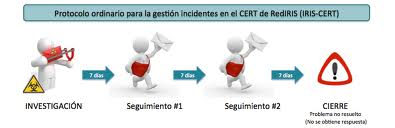 Protocolo ordinario para la gestión incidentes en el CERT de RedIRIS (IRIS-CERT)
7 días
7 días
7 días
INVESTIGACIÓN
Seguimiento #1
Seguimiento #2
CIERRE
Problema no resuelto
(No se obtiene respuesta)